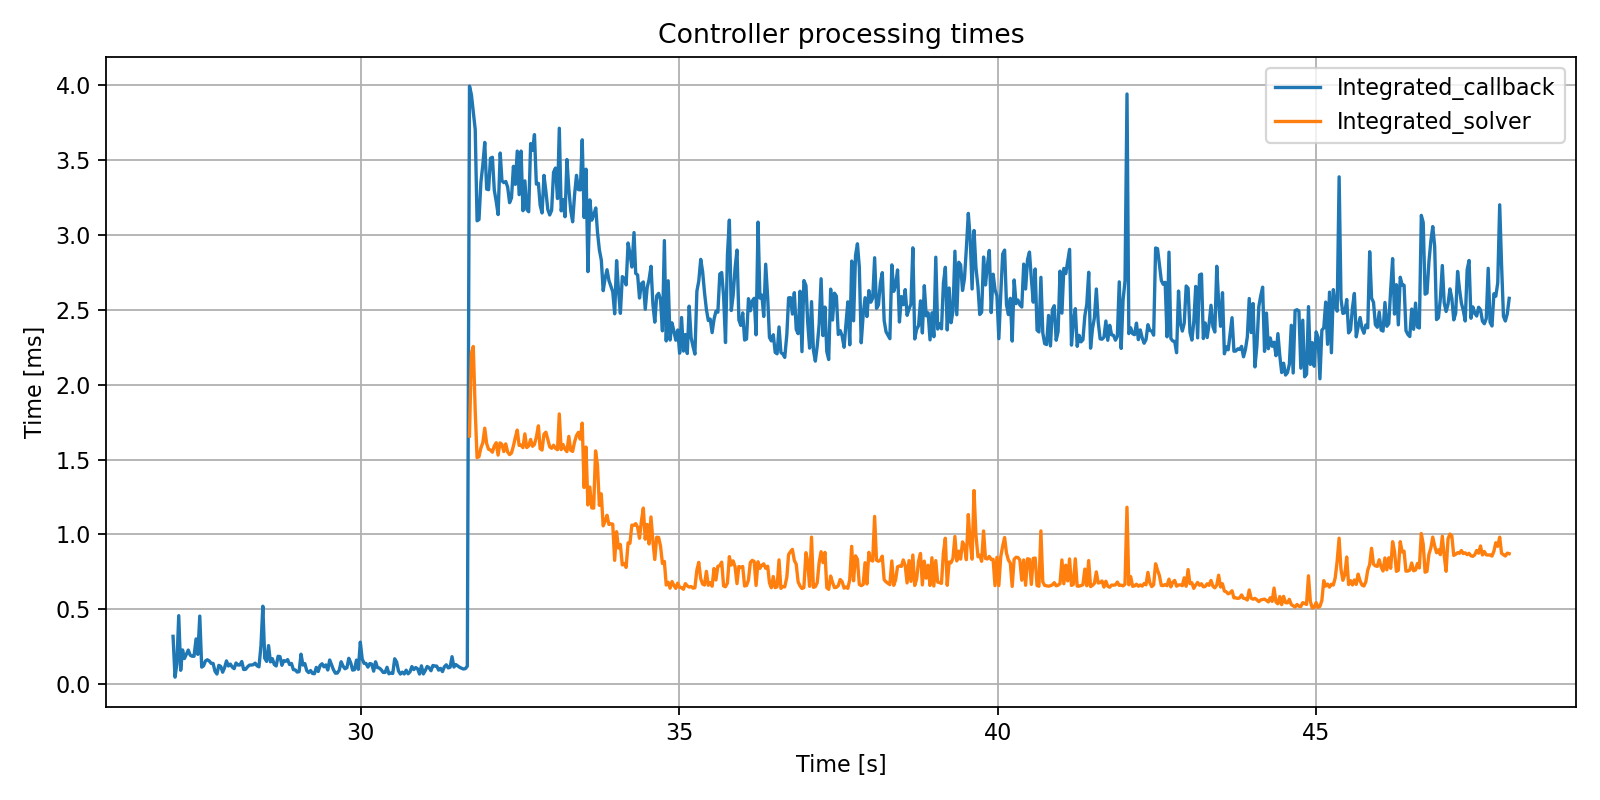 Controller processing times
Integrated_callback
Integrated_solver
Time [ms]
4.0
3.5
3.0
2.5
2.0
1.5
1.0
0.5
0.0
30
35
40
45
Time [s]